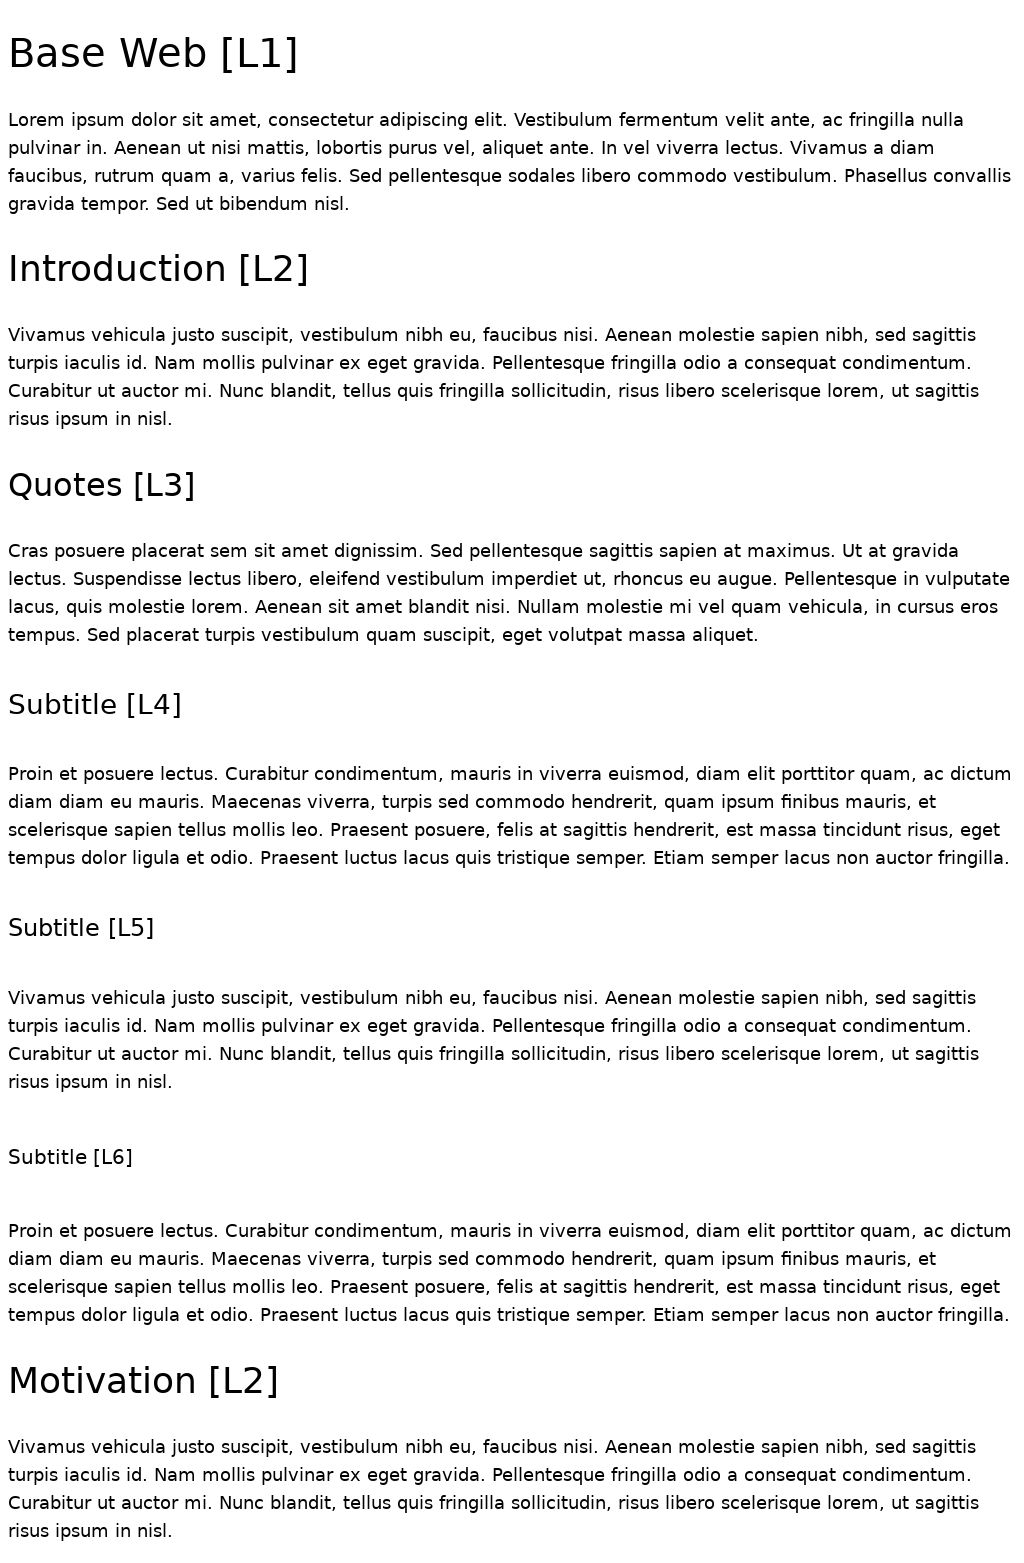 Base Web [L1]
Lorem ipsum dolor sit amet, consectetur adipiscing elit. Vestibulum fermentum velit ante, ac fringilla nulla
pulvinar in. Aenean ut nisi mattis, lobortis purus vel, aliquet ante. In vel viverra lectus. Vivamus a diam
faucibus, rutrum quam a, varius felis. Sed pellentesque sodales libero commodo vestibulum. Phasellus convallis
gravida tempor. Sed ut bibendum nisl.
Introduction [L2]
Vivamus vehicula justo suscipit, vestibulum nibh eu, faucibus nisi. Aenean molestie sapien nibh, sed sagittis
turpis iaculis id. Nam mollis pulvinar ex eget gravida. Pellentesque fringilla odio a consequat condimentum.
Curabitur ut auctor mi. Nunc blandit, tellus quis fringilla sollicitudin, risus libero scelerisque lorem, ut sagittis
risus ipsum in nisl.
Quotes [L3]
Cras posuere placerat sem sit amet dignissim. Sed pellentesque sagittis sapien at maximus. Ut at gravida
lectus. Suspendisse lectus libero, eleifend vestibulum imperdiet ut, rhoncus eu augue. Pellentesque in vulputate
lacus, quis molestie lorem. Aenean sit amet blandit nisi. Nullam molestie mi vel quam vehicula, in cursus eros
tempus. Sed placerat turpis vestibulum quam suscipit, eget volutpat massa aliquet.
Subtitle [L4]
Proin et posuere lectus. Curabitur condimentum, mauris in viverra euismod, diam elit porttitor quam, ac dictum
diam diam eu mauris. Maecenas viverra, turpis sed commodo hendrerit, quam ipsum finibus mauris, et
scelerisque sapien tellus mollis leo. Praesent posuere, felis at sagittis hendrerit, est massa tincidunt risus, eget
tempus dolor ligula et odio. Praesent luctus lacus quis tristique semper. Etiam semper lacus non auctor fringilla.
Subtitle [L5]
Vivamus vehicula justo suscipit, vestibulum nibh eu, faucibus nisi. Aenean molestie sapien nibh, sed sagittis
turpis iaculis id. Nam mollis pulvinar ex eget gravida. Pellentesque fringilla odio a consequat condimentum.
Curabitur ut auctor mi. Nunc blandit, tellus quis fringilla sollicitudin, risus libero scelerisque lorem, ut sagittis
risus ipsum in nisl.
Subtitle [L6]
Proin et posuere lectus. Curabitur condimentum, mauris in viverra euismod, diam elit porttitor quam, ac dictum
diam diam eu mauris. Maecenas viverra, turpis sed commodo hendrerit, quam ipsum finibus mauris, et
scelerisque sapien tellus mollis leo. Praesent posuere, felis at sagittis hendrerit, est massa tincidunt risus, eget
tempus dolor ligula et odio. Praesent luctus lacus quis tristique semper. Etiam semper lacus non auctor fringilla.
Motivation [L2]
Vivamus vehicula justo suscipit, vestibulum nibh eu, faucibus nisi. Aenean molestie sapien nibh, sed sagittis
turpis iaculis id. Nam mollis pulvinar ex eget gravida. Pellentesque fringilla odio a consequat condimentum.
Curabitur ut auctor mi. Nunc blandit, tellus quis fringilla sollicitudin, risus libero scelerisque lorem, ut sagittis
risus ipsum in nisl.